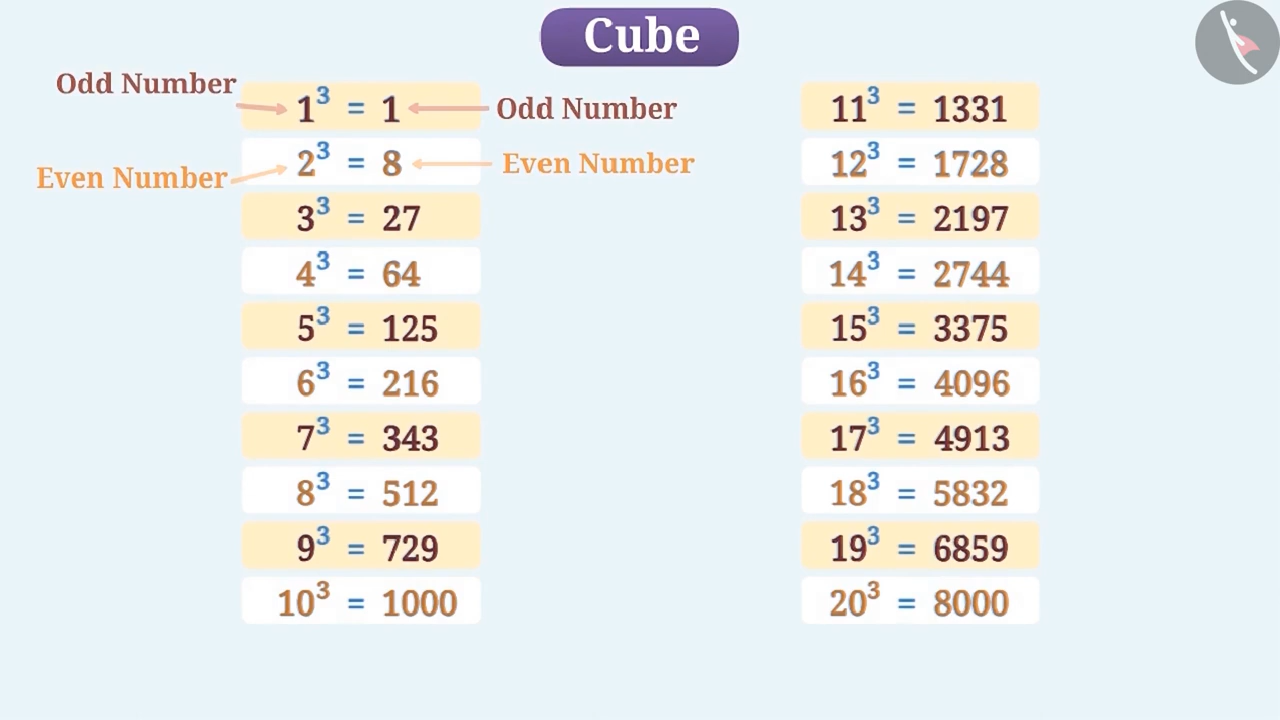 Cube
Odd Number
1³ = 1
Odd Number
Even Number
2³ = 8
Even Number
3³ = 27
4³ = 64
5³ = 125
6³ = 216
7³ = 343
8³ = 512
9³ = 729
10³ = 1000
11³ = 1331
12³ = 1728
13³ = 2197
14³ = 2744
15³ = 3375
16³ = 4096
17³ = 4913
18³ = 5832
19³ = 6859
20³ = 8000